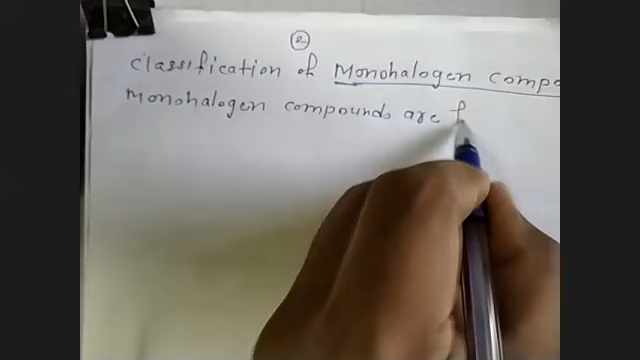 ②
Classification of Monohalogen Compo
Monohalogen compounds are f